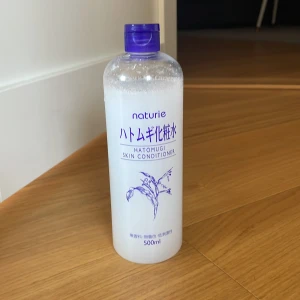 naturie
ハトムギ化粧水
HATOMUGI
SKIN CONDITIONER
500ml